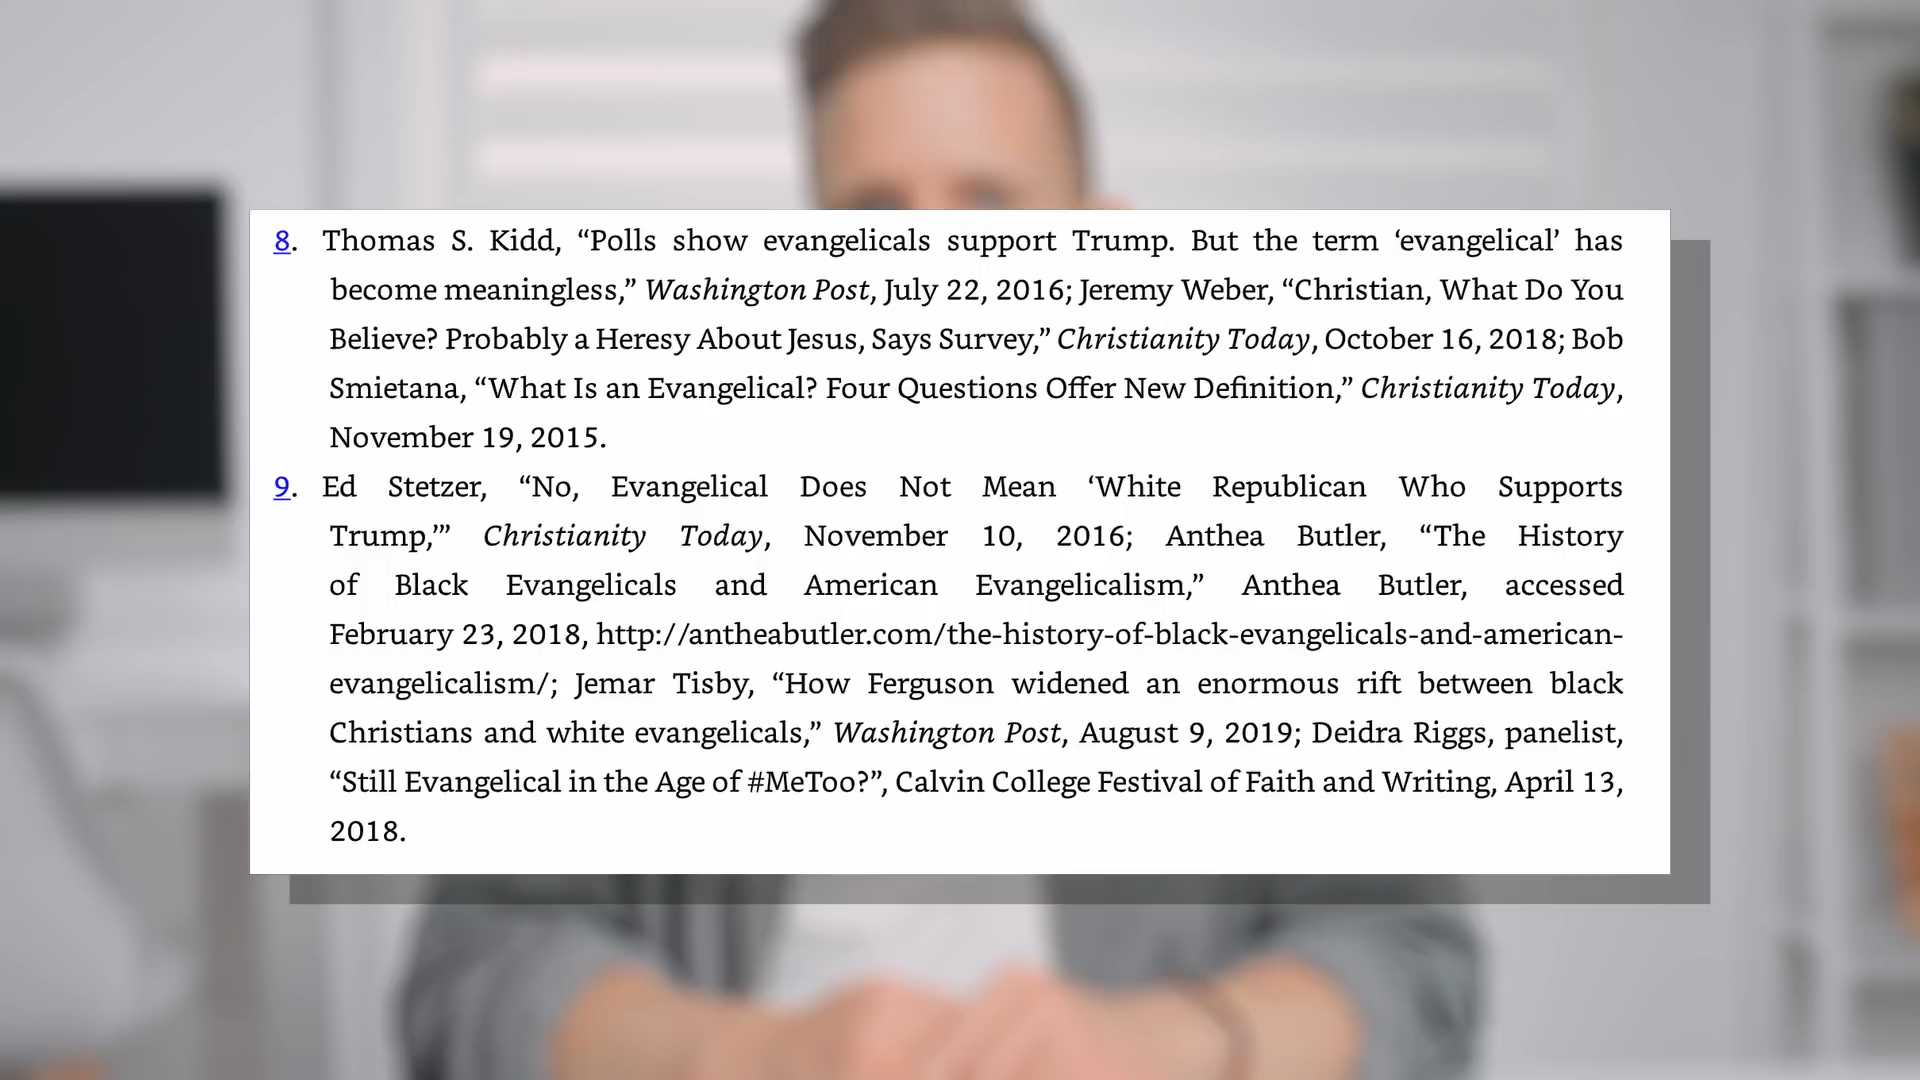 8. Thomas S. Kidd, “Polls show evangelicals support Trump. But the term ‘evangelical’ has
become meaningless,” Washington Post, July 22, 2016; Jeremy Weber, “Christian, What Do You
Believe? Probably a Heresy About Jesus, Says Survey,” Christianity Today, October 16, 2018; Bob
Smietana, “What Is an Evangelical? Four Questions Offer New Definition,” Christianity Today,
November 19, 2015.
9. Ed Stetzer, “No, Evangelical Does Not Mean ‘White Republican Who Supports
Trump,’” Christianity Today, November 10, 2016; Anthea Butler, “The History
of Black Evangelicals and American Evangelicalism,” Anthea Butler, accessed
February 23, 2018, http://antheabutler.com/the-history-of-black-evangelicals-and-american-
evangelicalism/; Jemar Tisby, “How Ferguson widened an enormous rift between black
Christians and white evangelicals,” Washington Post, August 9, 2019; Deidra Riggs, panelist,
“Still Evangelical in the Age of #MeToo?”, Calvin College Festival of Faith and Writing, April 13,
2018.